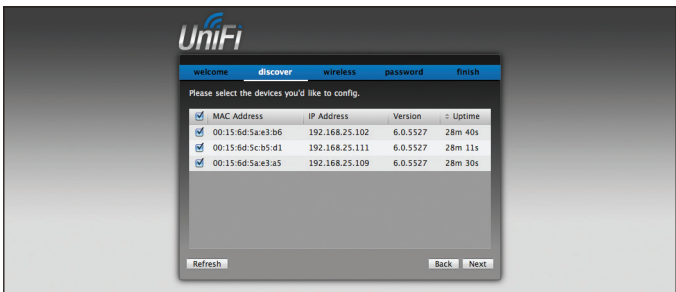 UniFi
welcome discover wireless password finish
Please select the devices you'd like to config.
MAC Address IP Address Version Uptime
00:15:6d:5a:e3:b6 192.168.25.102 6.0.5527 28m 40s
00:15:6d:5c:b5:d1 192.168.25.111 6.0.5527 28m 11s
00:15:6d:5a:e3:a5 192.168.25.109 6.0.5527 28m 30s
Refresh Back Next